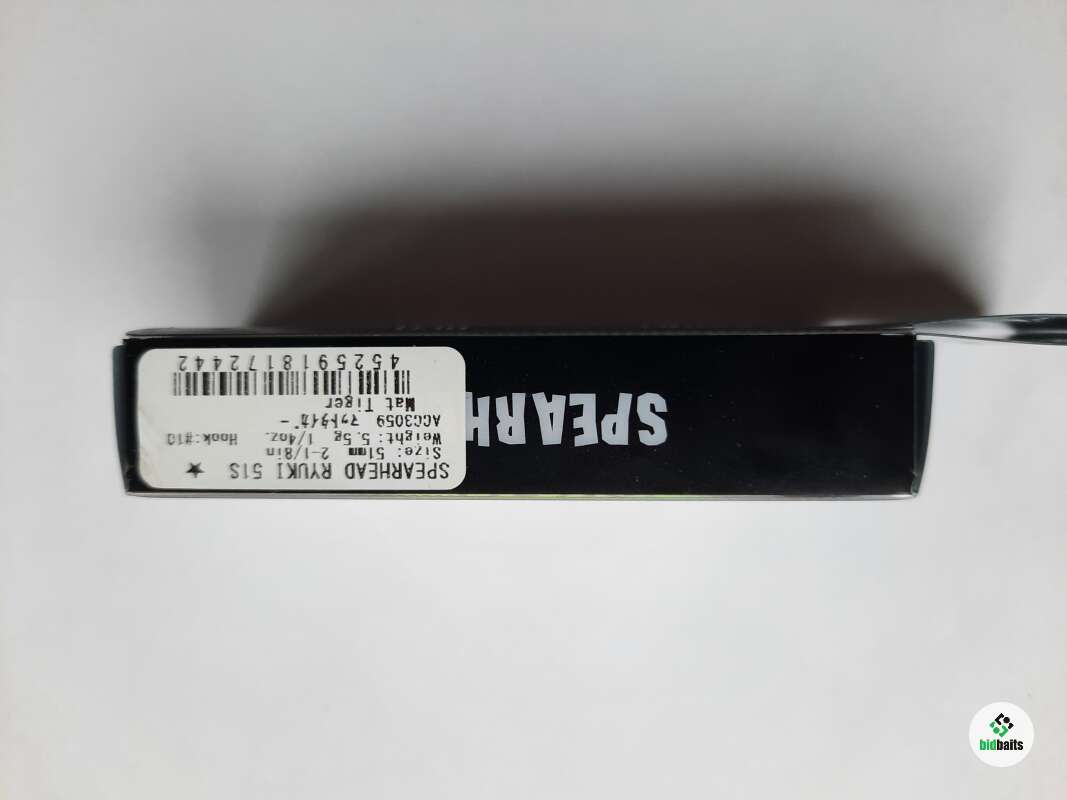 SPEARHEAD RYUKI 51S ★
Size: 51mm 2-1/8in
Weight: 5.5g 1/4oz. Hook:#10
ACC3059 ﾏｯﾄﾀｲｶﾞｰ
Mat Tiger
4525918172442
SPEARH
bidbaits